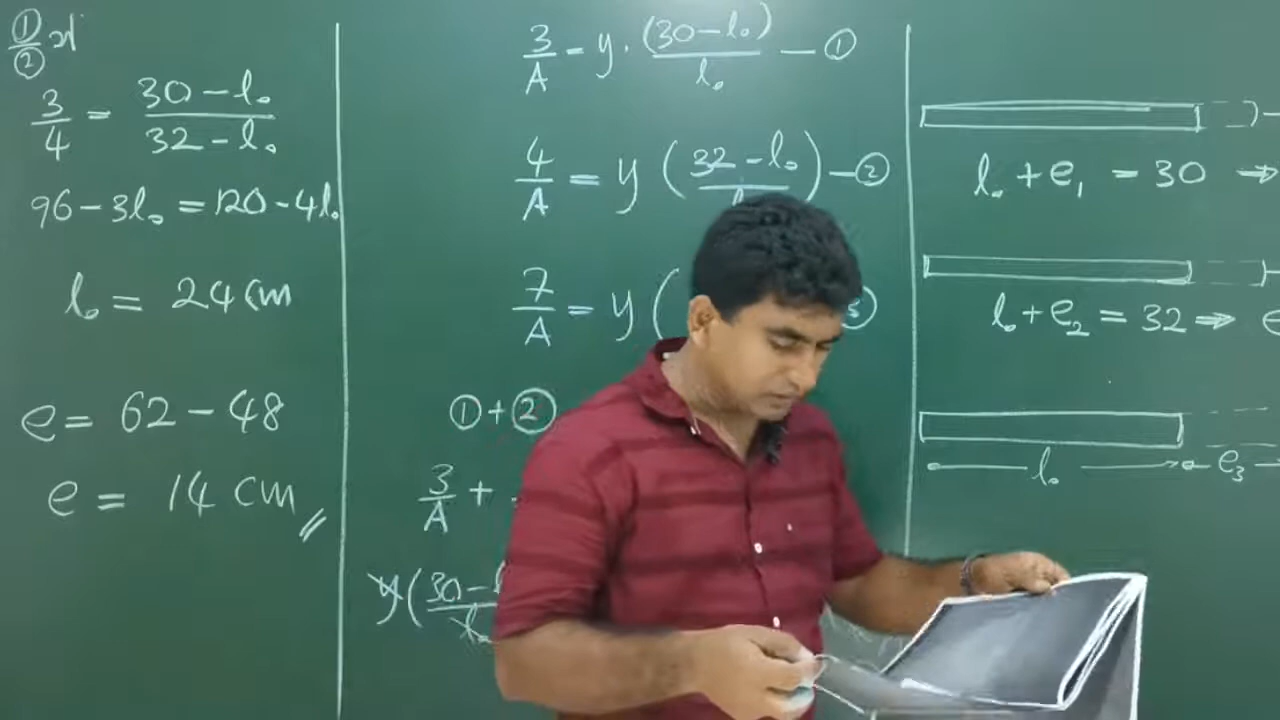 ①/② න්
3/4 = (30 - l₀)/(32 - l₀)
96 - 3l₀ = 120 - 4l₀
l₀ = 24 cm
e = 62 - 48
e = 14 cm
3/A = y · (30 - l₀)/l₀ — ①
4/A = y (32 - l₀) — ②
7/A = y (
① + ②
3/A +
y (30 -
l₀ + e₁ = 30 ⇒
l₀ + e₂ = 32 ⇒ e
l₀ e₃